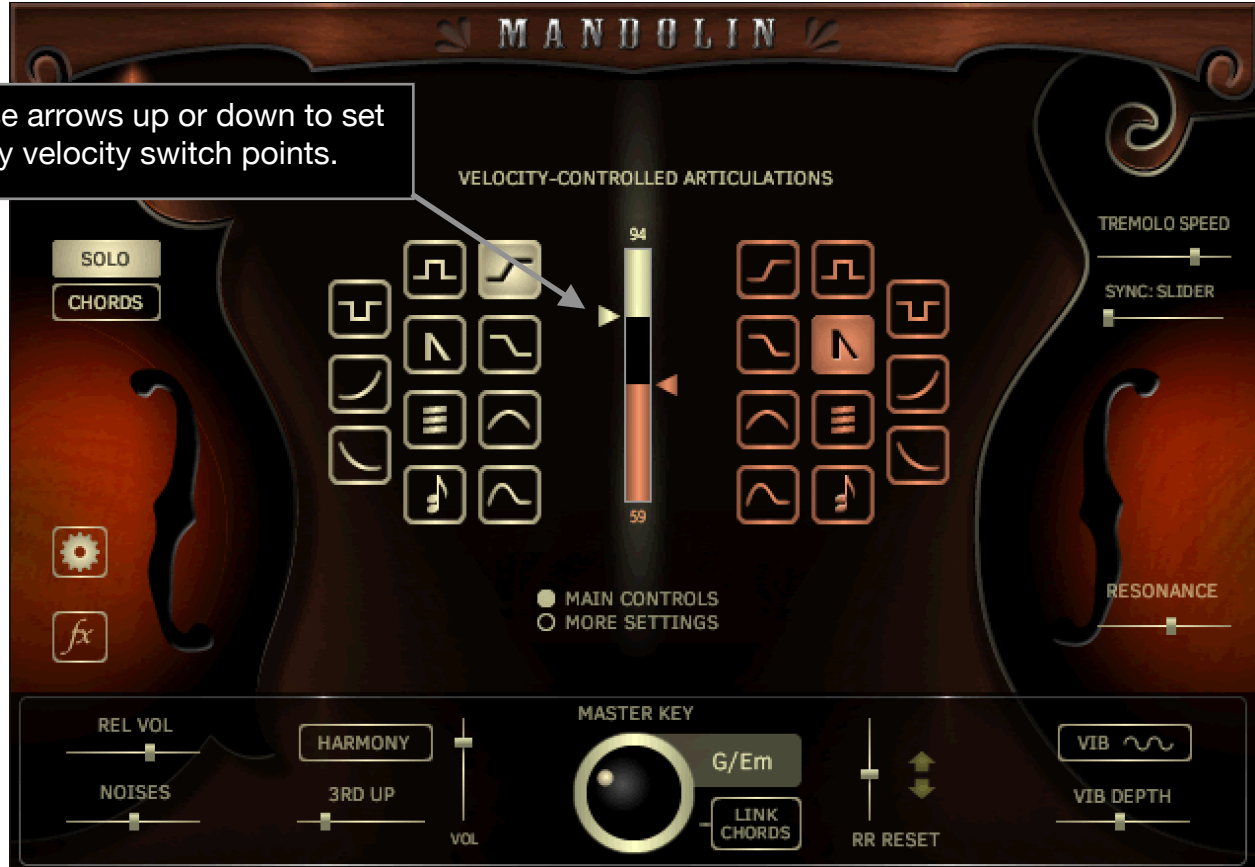 MANDOLIN
e arrows up or down to set
y velocity switch points.
VELOCITY-CONTROLLED ARTICULATIONS
94
59
SOLO
CHORDS
TREMOLO SPEED
SYNC: SLIDER
fx
MAIN CONTROLS
MORE SETTINGS
RESONANCE
REL VOL
NOISES
HARMONY
3RD UP
VOL
MASTER KEY
G/Em
LINK
CHORDS
RR RESET
VIB
VIB DEPTH